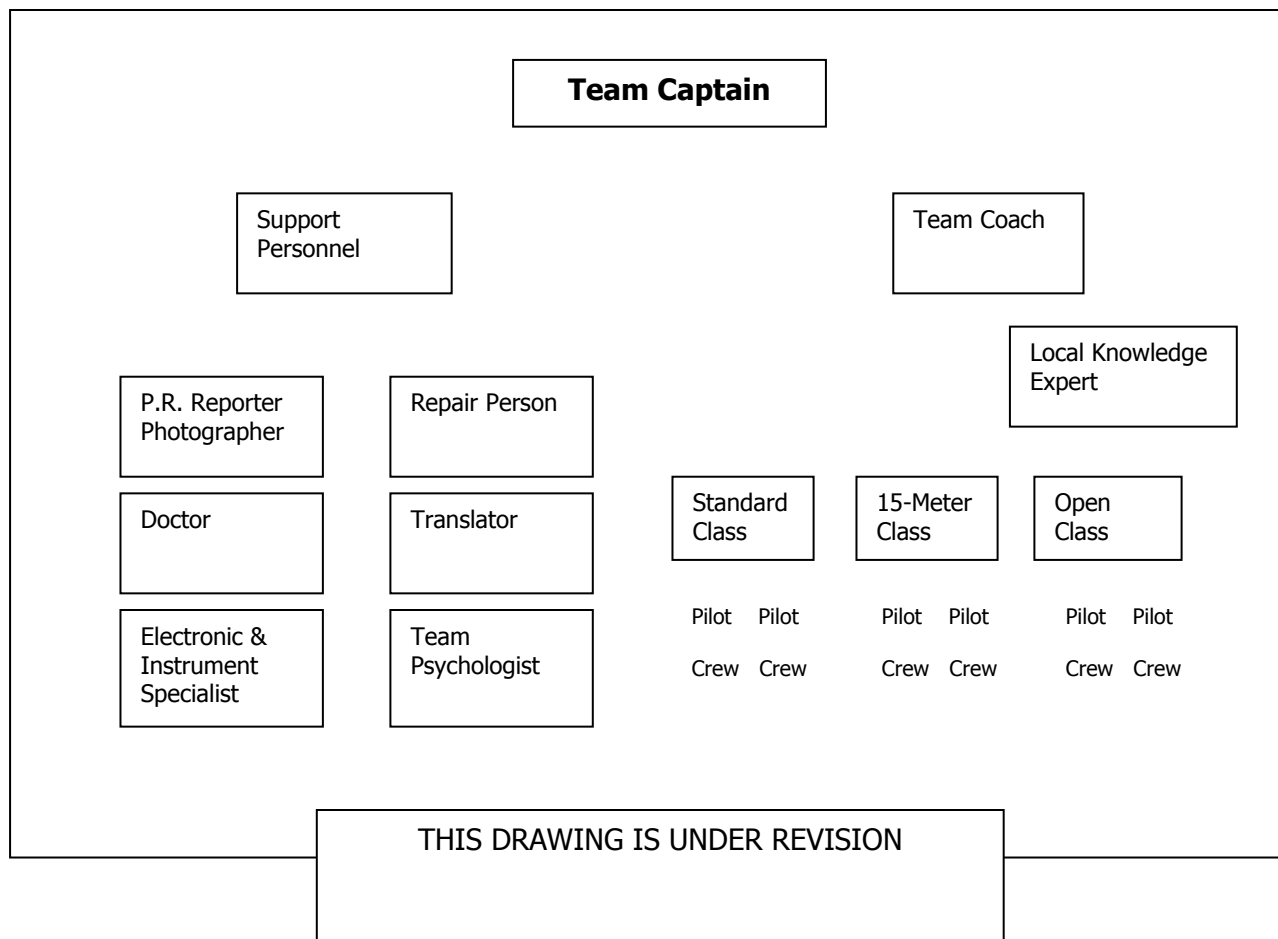 Team Captain
Support
Personnel
Team Coach
Local Knowledge
Expert
P.R. Reporter
Photographer
Repair Person
Doctor
Translator
Electronic &
Instrument
Specialist
Team
Psychologist
Standard
Class
15-Meter
Class
Open
Class
Pilot Pilot
Crew Crew
Pilot Pilot
Crew Crew
Pilot Pilot
Crew Crew
THIS DRAWING IS UNDER REVISION